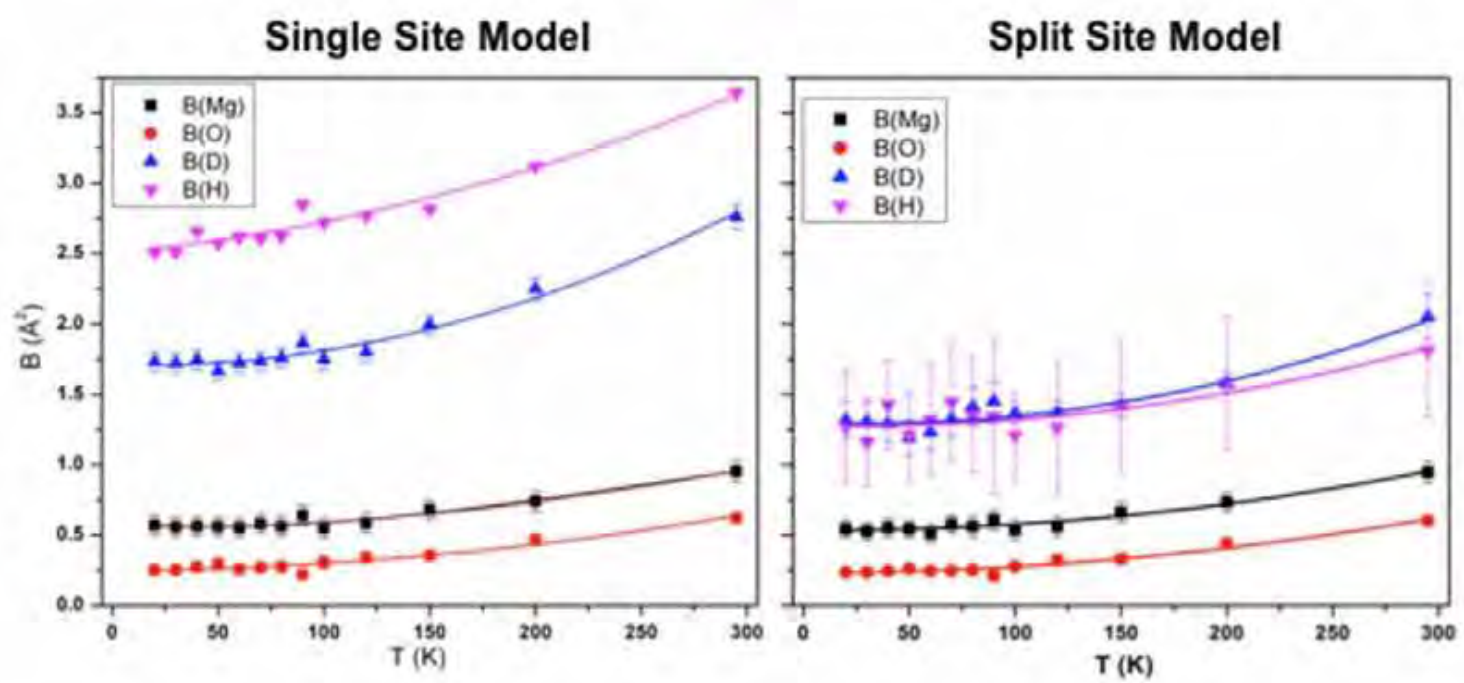 Single Site Model
Split Site Model
B(Mg)
B(O)
B(D)
B(H)
B(Mg)
B(O)
B(D)
B(H)
3.5
3.0
2.5
2.0
1.5
1.0
0.5
0.0
B (Å²)
0 50 100 150 200 250 300
0 50 100 150 200 250 300
T (K)
T (K)